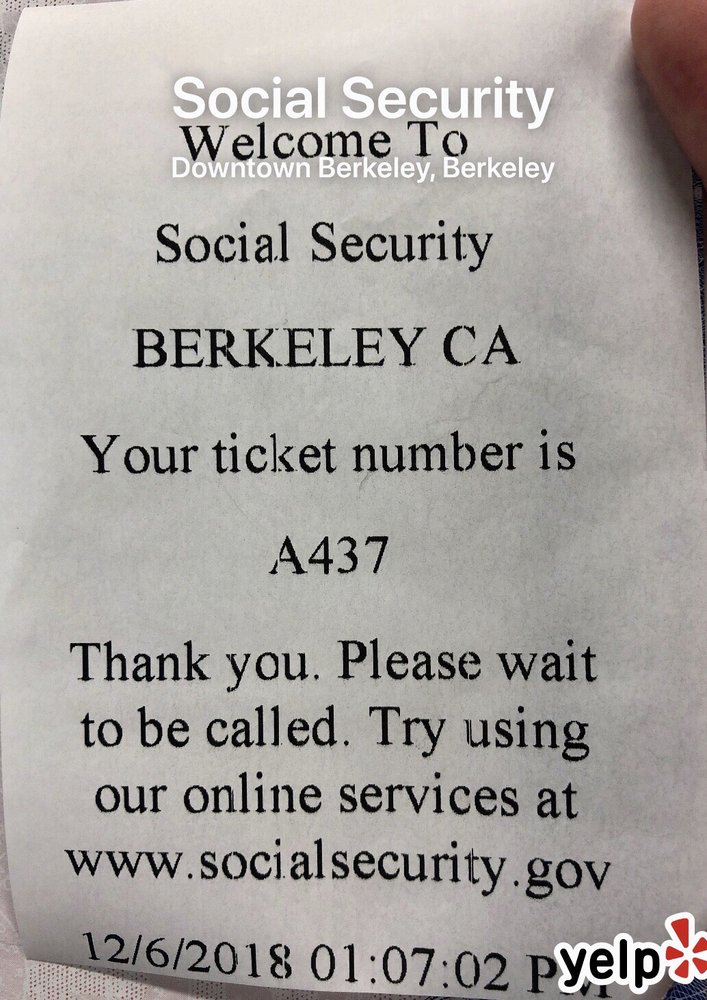 Social Security
Welcome To
Downtown Berkeley, Berkeley
Social Security
BERKELEY CA
Your ticket number is
A437
Thank you. Please wait
to be called. Try using
our online services at
www.socialsecurity.gov
12/6/2018 01:07:02 PM
yelp